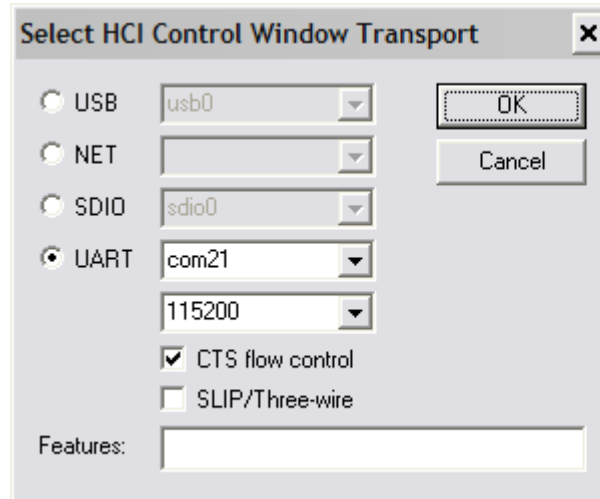 Select HCI Control Window Transport
USB usb0 OK
NET Cancel
SDIO sdio0
UART com21
115200
CTS flow control
SLIP/Three-wire
Features: